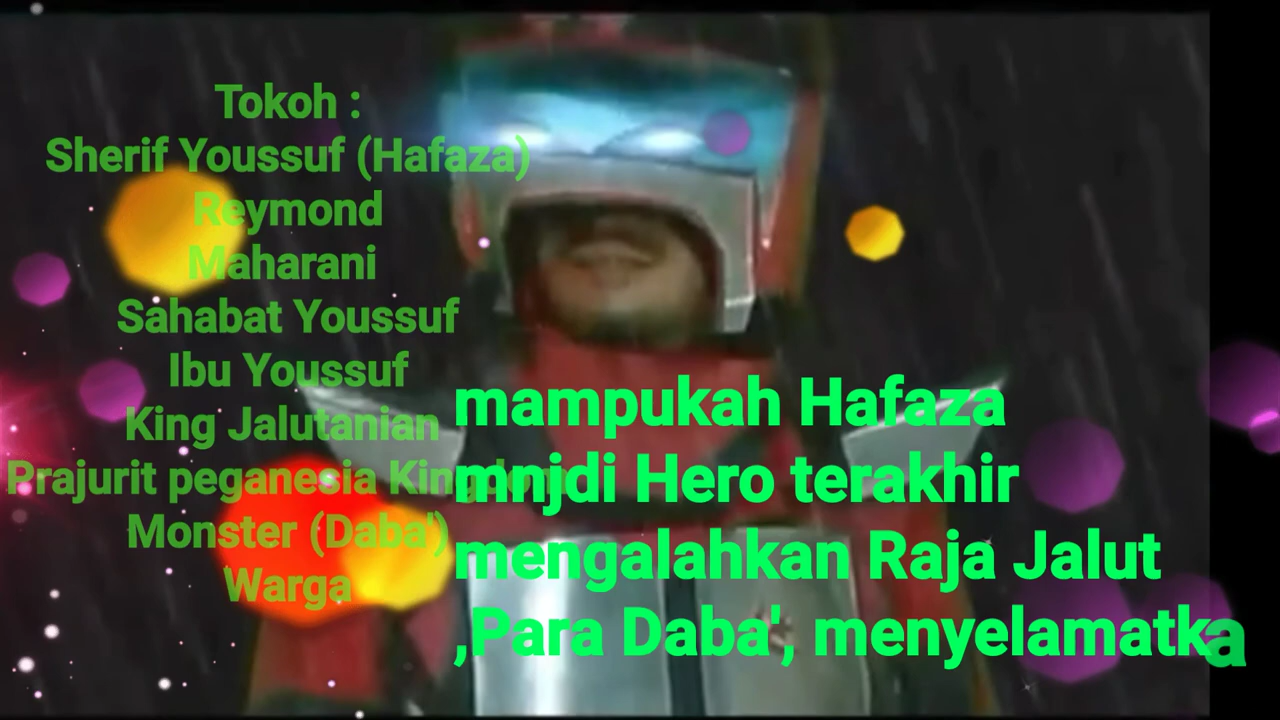 Tokoh :
Sherif Youssuf (Hafaza)
Reymond
Maharani
Sahabat Youssuf
Ibu Youssuf
King Jalutanian
Prajurit peganesia
Monster (Daba')
Warga
mampukah Hafaza
mnjdi Hero terakhir
mengalahkan Raja Jalut
,Para Daba', menyelamatka